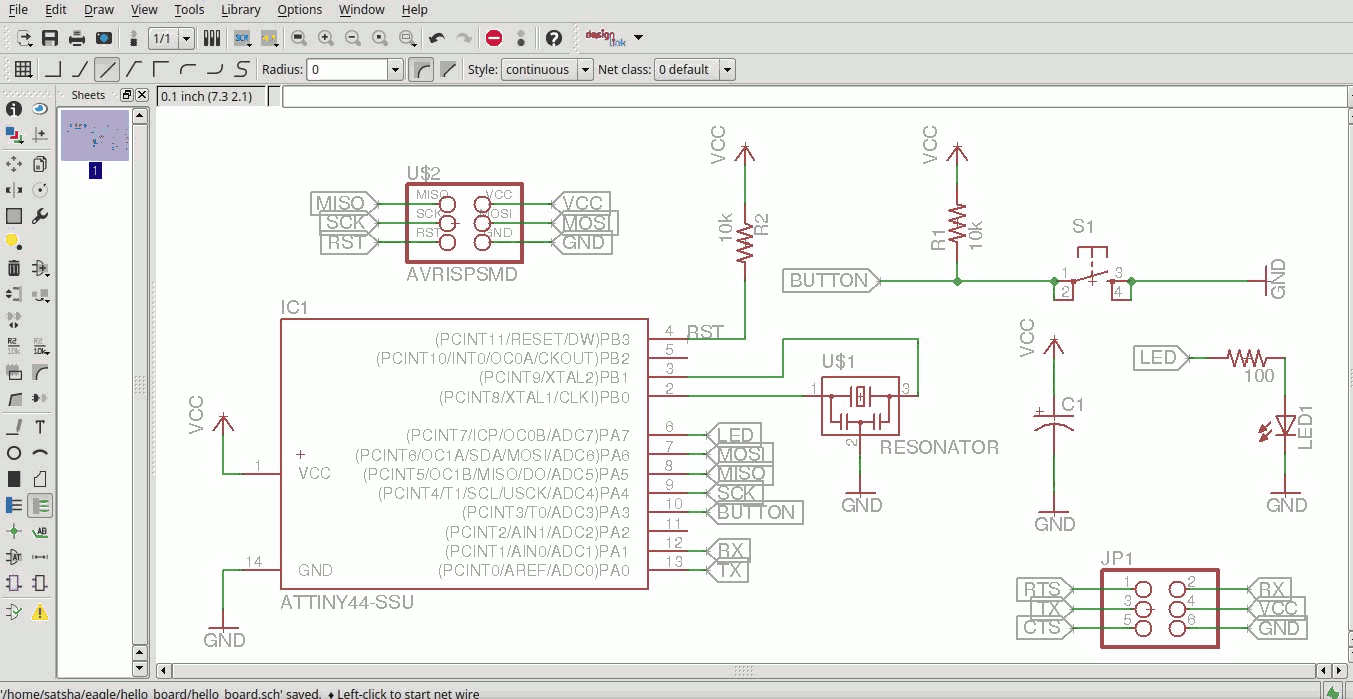 File Edit Draw View Tools Library Options Window Help
1/1 SCR design link
Radius: 0 Style: continuous Net class: 0 default
Sheets 0.1 inch (7.3 2.1)
1
VCC
10k
R2
VCC
R1
10k
U$2
MISO MISO VCC VCC
SCK SCK MOSI MOSI
RST RST GND GND
AVRISPSMD
BUTTON
S1
1 3
2 4
GND
IC1
(PCINT11/RESET/DW)PB3 4 RST
(PCINT10/INT0/OC0A/CKOUT)PB2 5
(PCINT9/XTAL2)PB1 3
(PCINT8/XTAL1/CLKI)PB0 2
(PCINT7/ICP/OC0B/ADC7)PA7 6 LED
(PCINT6/OC1A/SDA/MOSI/ADC6)PA6 7 MOSI
(PCINT5/OC1B/MISO/DO/ADC5)PA5 8 MISO
(PCINT4/T1/SCL/USCK/ADC4)PA4 9 SCK
(PCINT3/T0/ADC3)PA3 10 BUTTON
(PCINT2/AIN1/ADC2)PA2 11
(PCINT1/AIN0/ADC1)PA1 12 RX
(PCINT0/AREF/ADC0)PA0 13 TX
VCC
1 + VCC
14 GND
GND
ATTINY44-SSU
U$1
1 3
2
RESONATOR
GND
VCC
+ C1
GND
LED
100
LED1
GND
JP1
RTS 1 2 RX
TX 3 4 VCC
CTS 5 6 GND
R2 R2
10k 10k
T
AB
'/home/satsha/eagle/hello_board/hello_board.sch' saved. ♦ Left-click to start net wire